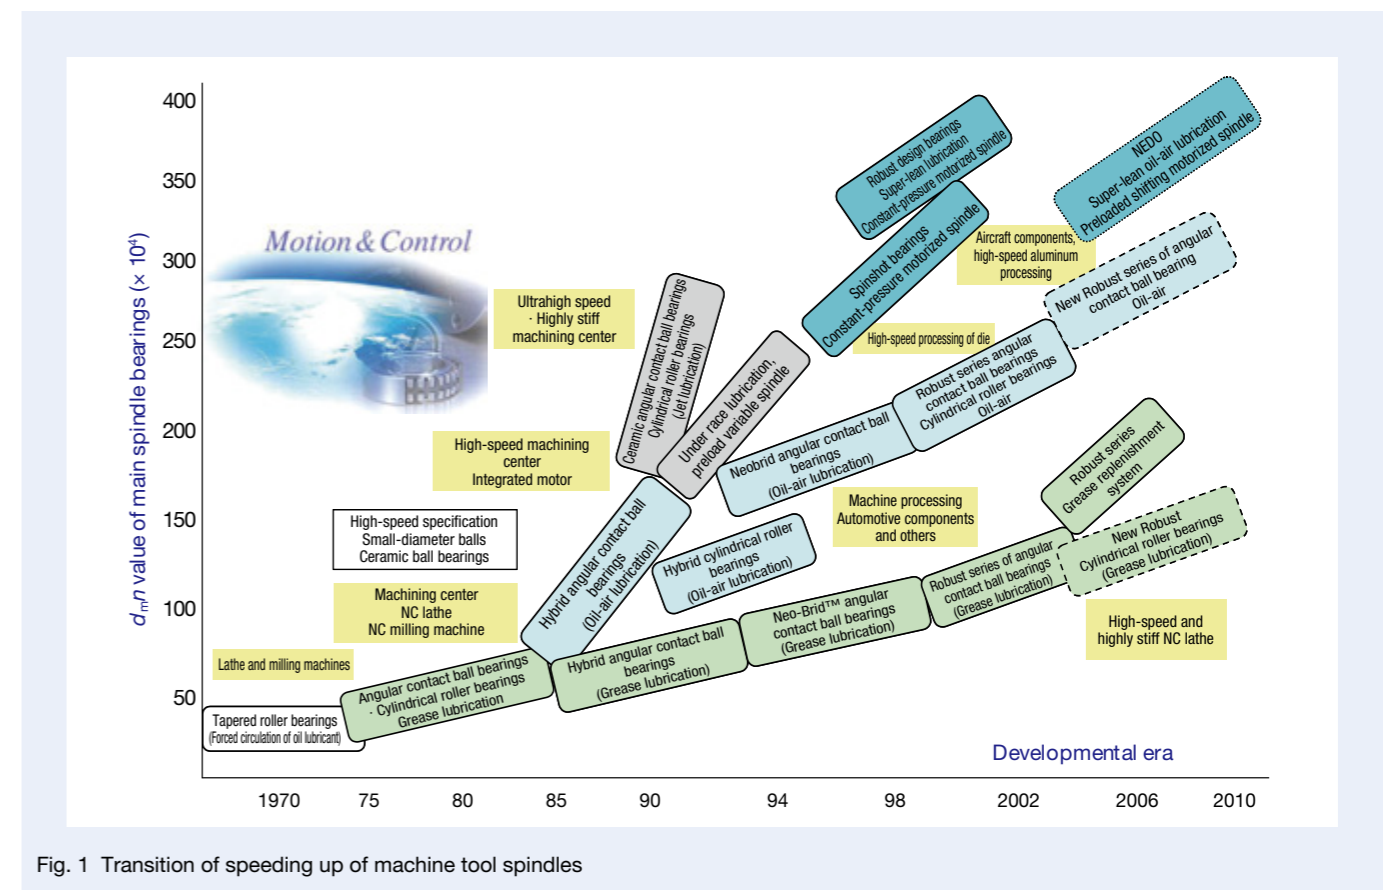 400
350
300
250
200
150
100
50
dmn value of main spindle bearings (× 10⁴)
Motion & Control
Ultrahigh speed
· Highly stiff
machining center
High-speed machining
center
Integrated motor
High-speed specification
Small-diameter balls
Ceramic ball bearings
Machining center
NC lathe
NC milling machine
Lathe and milling machines
Tapered roller bearings
(Forced circulation of oil lubricant)
Angular contact ball bearings
· Cylindrical roller bearings
Grease lubrication
Hybrid angular contact ball
bearings
(Oil-air lubrication)
Hybrid angular contact ball
bearings
(Grease lubrication)
Ceramic angular contact ball bearings
Cylindrical roller bearings
(Jet lubrication)
Under race lubrication,
preload variable spindle
Hybrid cylindrical roller
bearings
(Oil-air lubrication)
Neobrid angular contact ball
bearings
(Oil-air lubrication)
Neo-Brid™ angular
contact ball bearings
(Grease lubrication)
Machine processing
Automotive components
and others
Robust design bearings
Super-lean lubrication
Constant-pressure motorized spindle
Spinshot bearings
Constant-pressure motorized spindle
High-speed processing of die
Aircraft components,
high-speed aluminum
processing
Robust series angular
contact ball bearings
Cylindrical roller bearings
Oil-air
Robust series of angular
contact ball bearings
(Grease lubrication)
NEDO
Super-lean oil-air lubrication
Preloaded shifting motorized spindle
New Robust series of angular
contact ball bearing
Oil-air
Robust series
Grease replenishment
system
New Robust
Cylindrical roller bearings
(Grease lubrication)
High-speed and
highly stiff NC lathe
Developmental era
1970 75 80 85 90 94 98 2002 2006 2010
Fig. 1 Transition of speeding up of machine tool spindles